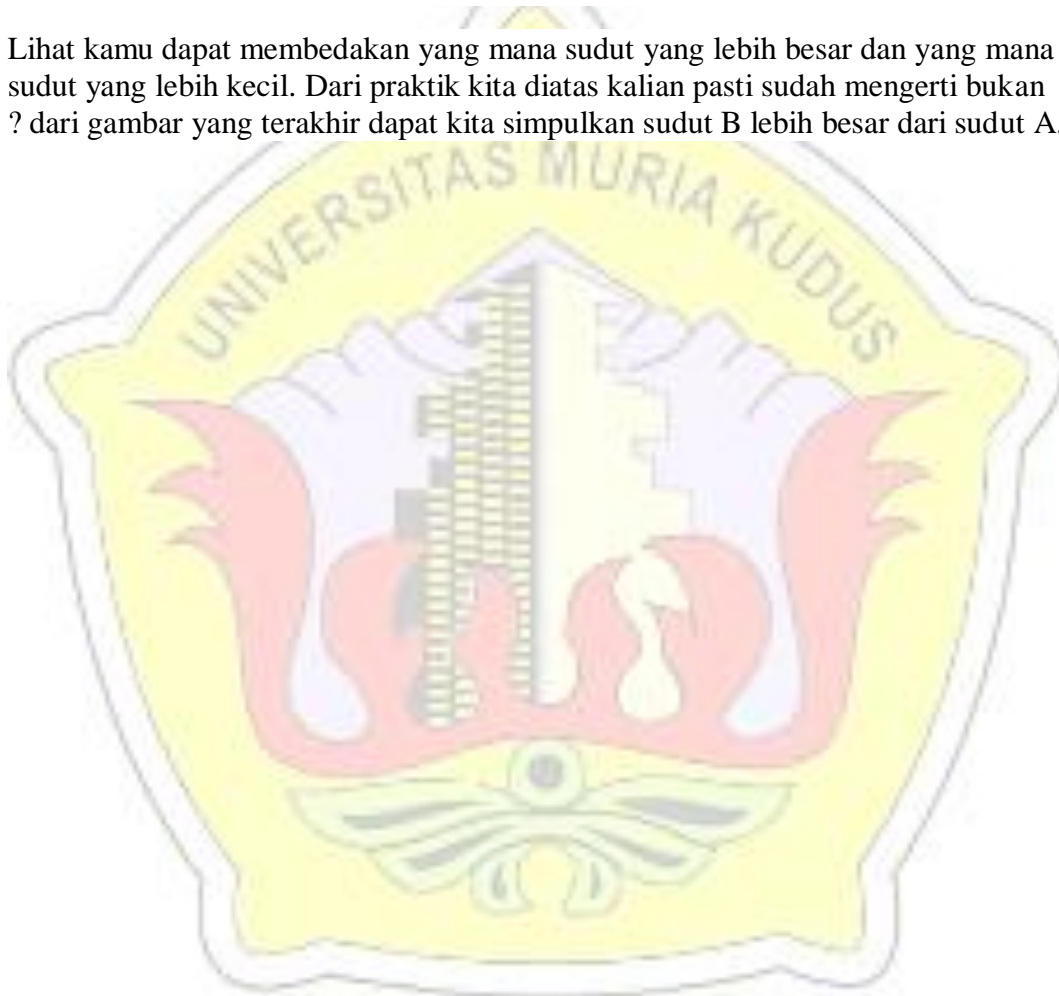 Lihat kamu dapat membedakan yang mana sudut yang lebih besar dan yang mana
sudut yang lebih kecil. Dari praktik kita diatas kalian pasti sudah mengerti bukan
? dari gambar yang terakhir dapat kita simpulkan sudut B lebih besar dari sudut A.
UNIVERSITAS MURIA KUDUS